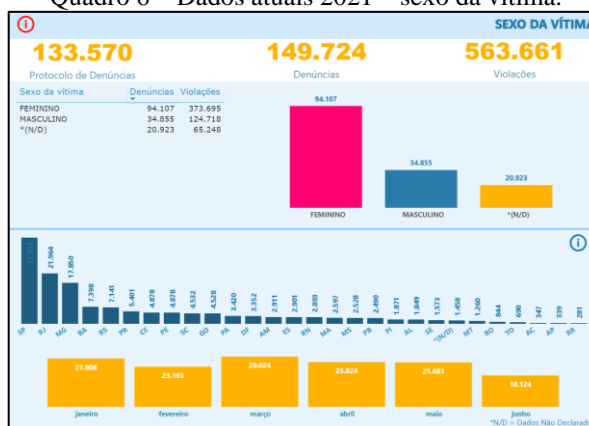 Quadro 6 – Dados atuais 2021 – sexo da vítima.
SEXO DA VÍTIMA
133.570 149.724 563.661
Protocolo de Denúncias Denúncias Violações
Sexo da vítima Denúncias Violações
FEMININO 94.107 373.695
MASCULINO 34.855 124.718
*(N/D) 20.923 65.248
94.107
34.855
20.923
FEMININO MASCULINO *(N/D)
21.964 17.850 7.398 7.141 5.401 4.878 4.878 4.532 4.528 3.420 3.352 2.911 2.901 2.893 2.597 2.528 2.490 1.871 1.849 1.573 1.458 1.260 844 690 347 339 281
SP RJ MG BA RS PR CE PE SC GO PA DF AM ES RN MA MS PB PI AL SE *(N/D) MT RO TO AC AP RR
27.908 23.163 29.024 25.824 25.681 18.124
janeiro fevereiro março abril maio junho
*N/D = Dados Não Declarado